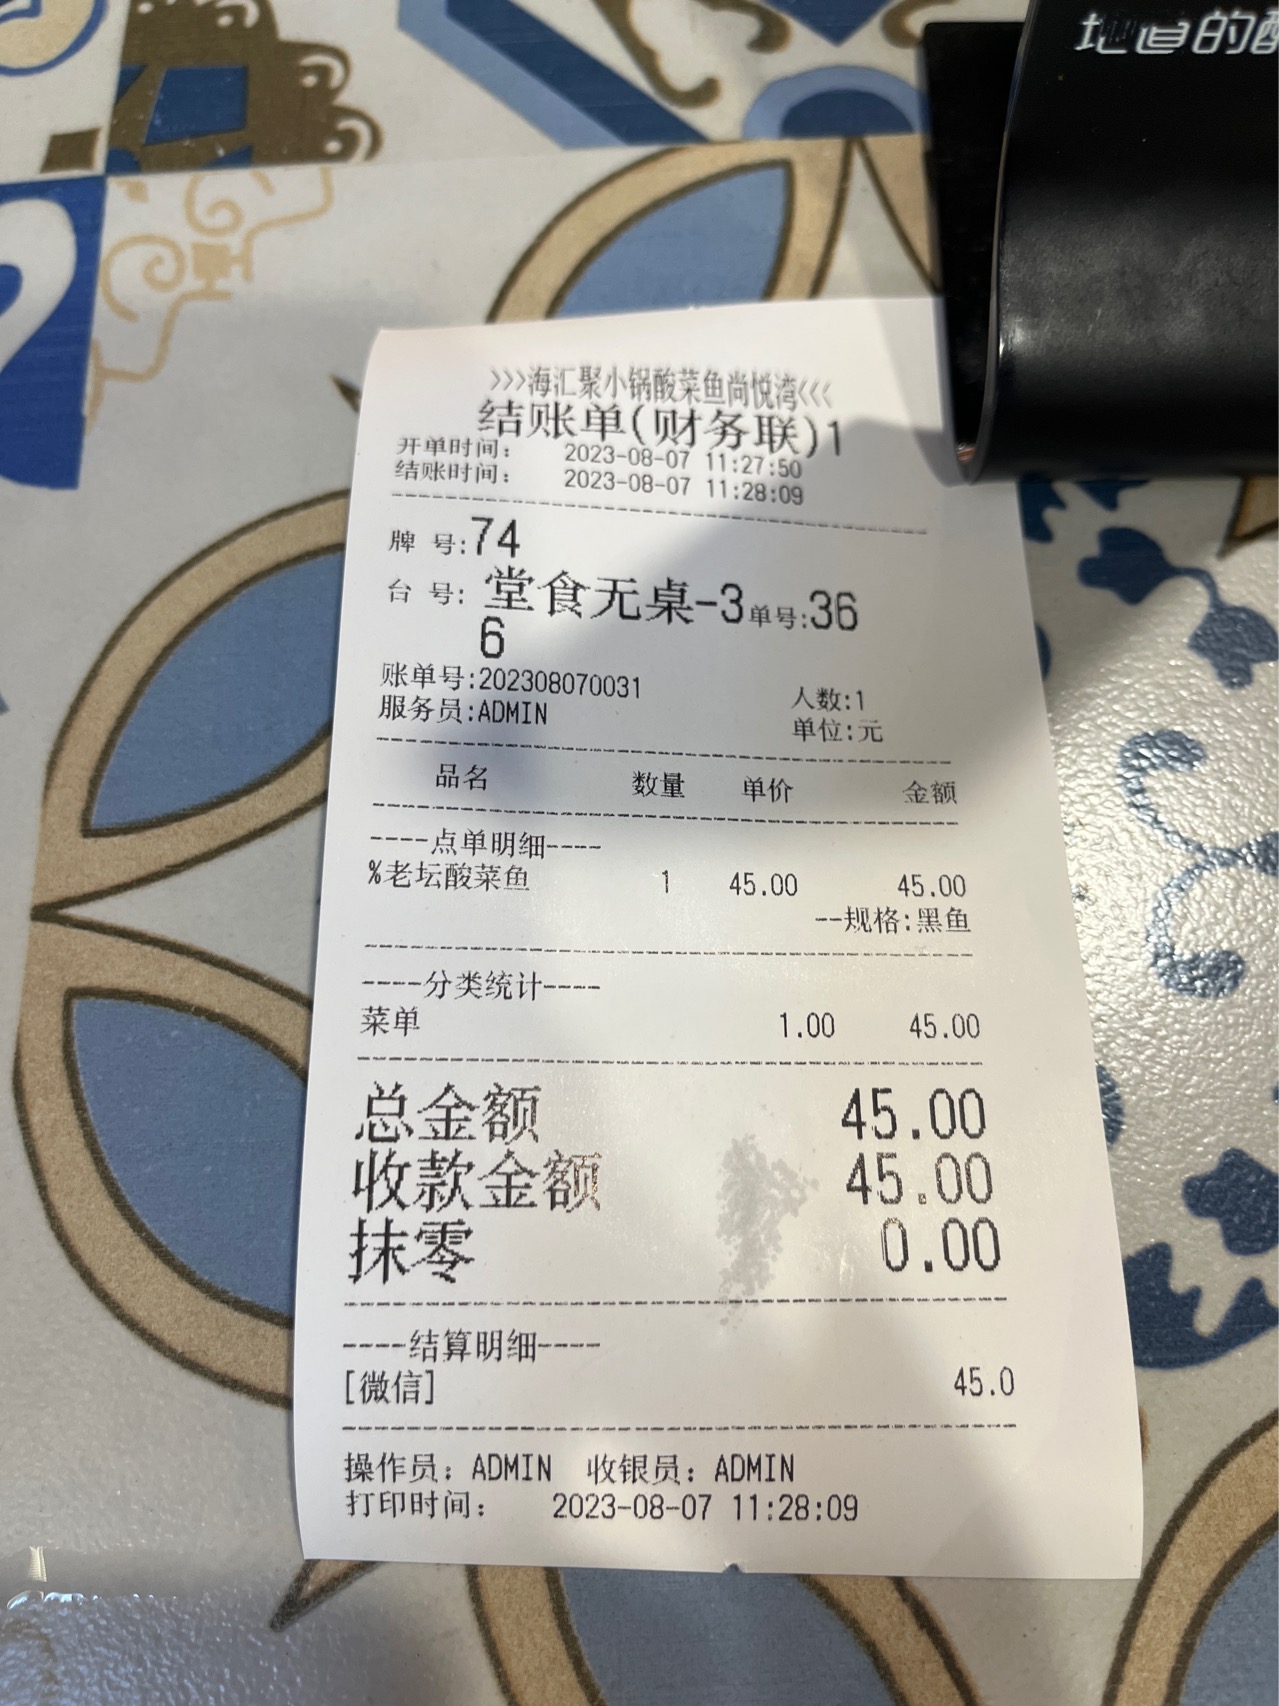 地道的酸
>>>海汇聚小锅酸菜鱼尚悦湾<<<
结账单(财务联)1
开单时间: 2023-08-07 11:27:50
结账时间: 2023-08-07 11:28:09
牌 号:74
台 号: 堂食无桌-3单号:36
6
账单号:202308070031 人数:1
服务员:ADMIN 单位:元
品名 数量 单价 金额
----点单明细----
%老坛酸菜鱼 1 45.00 45.00
--规格:黑鱼
----分类统计----
菜单 1.00 45.00
总金额 45.00
收款金额 45.00
抹零 0.00
----结算明细----
[微信] 45.0
操作员: ADMIN 收银员: ADMIN
打印时间: 2023-08-07 11:28:09